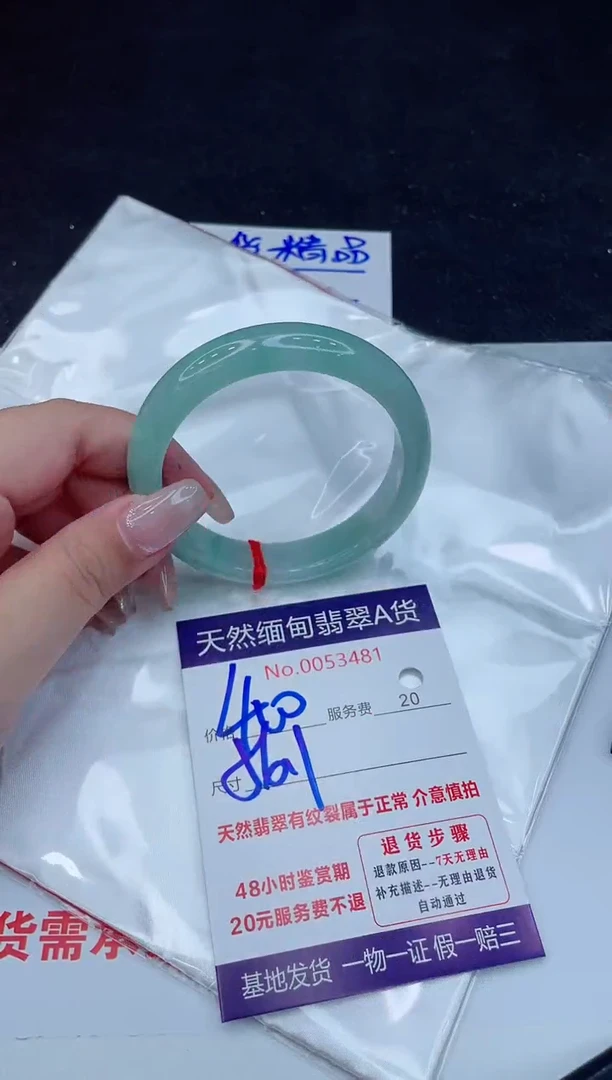 货精品
天然缅甸翡翠A货
No.0053481
价格 400 服务费 20
尺寸 561
天然翡翠有纹裂属于正常 介意慎拍
48小时鉴赏期
20元服务费不退
退货步骤
退款原因--7天无理由
补充描述--无理由退货
自动通过
基地发货 一物一证 假一赔三
货需承